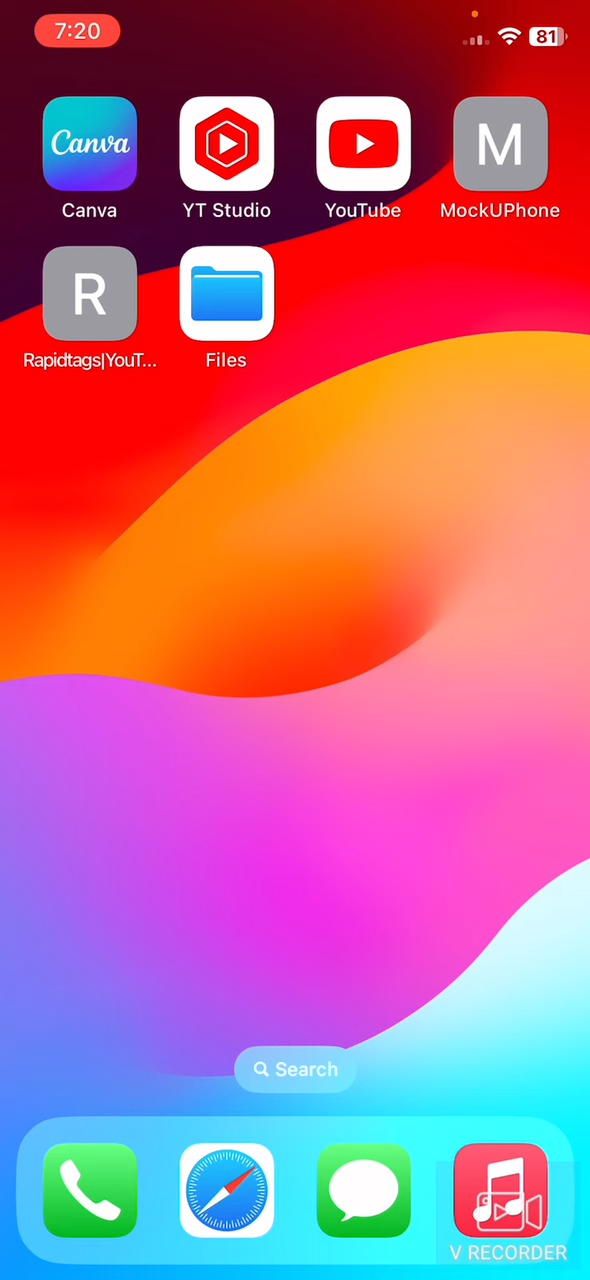 7:20
81
Canva
Canva YT Studio YouTube MockUPhone
M
R
Rapidtags|YouT... Files
Search
V RECORDER